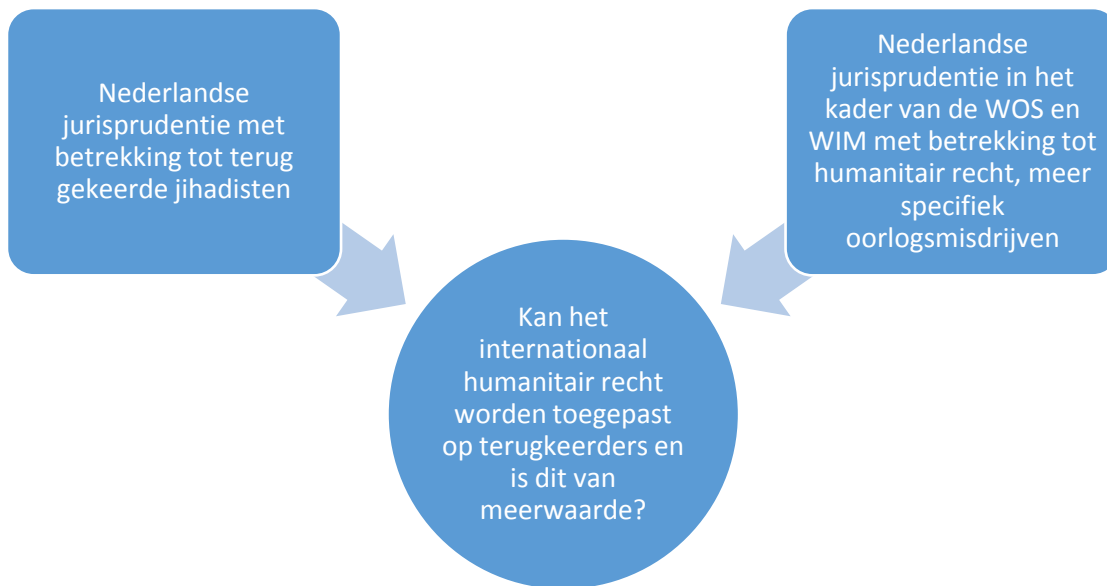 Nederlandse
jurisprudentie met
betrekking tot terug
gekeerde jihadisten
Nederlandse
jurisprudentie in het
kader van de WOS en
WIM met betrekking tot
humanitair recht, meer
specifiek
oorlogsmisdrijven
Kan het
internationaal
humanitair recht
worden toegepast
op terugkeerders en
is dit van
meerwaarde?